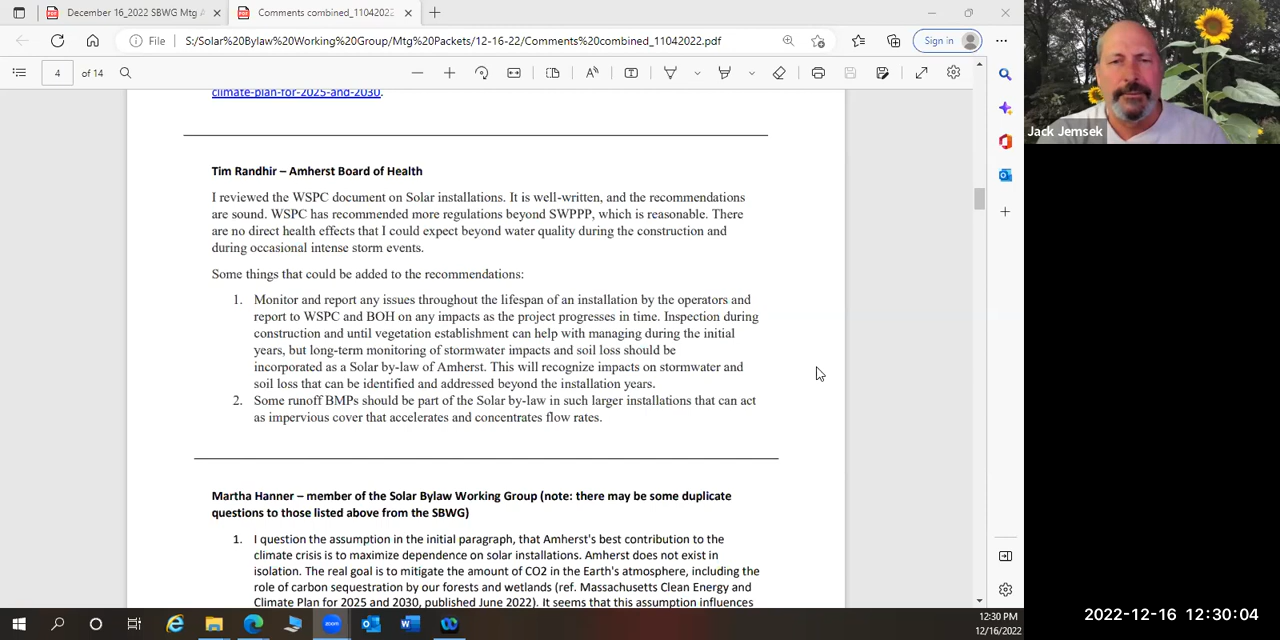 December 16_2022 SBWG Mtg A
Comments combined_11042022
File
S:/Solar%20Bylaw%20Working%20Group/Mtg%20Packets/12-16-22/Comments%20combined_11042022.pdf
Sign in
4 of 14
climate-plan-for-2025-and-2030.
Tim Randhir – Amherst Board of Health
I reviewed the WSPC document on Solar installations. It is well-written, and the recommendations
are sound. WSPC has recommended more regulations beyond SWPPP, which is reasonable. There
are no direct health effects that I could expect beyond water quality during the construction and
during occasional intense storm events.
Some things that could be added to the recommendations:
1. Monitor and report any issues throughout the lifespan of an installation by the operators and
report to WSPC and BOH on any impacts as the project progresses in time. Inspection during
construction and until vegetation establishment can help with managing during the initial
years, but long-term monitoring of stormwater impacts and soil loss should be
incorporated as a Solar by-law of Amherst. This will recognize impacts on stormwater and
soil loss that can be identified and addressed beyond the installation years.
2. Some runoff BMPs should be part of the Solar by-law in such larger installations that can act
as impervious cover that accelerates and concentrates flow rates.
Martha Hanner – member of the Solar Bylaw Working Group (note: there may be some duplicate
questions to those listed above from the SBWG)
1. I question the assumption in the initial paragraph, that Amherst's best contribution to the
climate crisis is to maximize dependence on solar installations. Amherst does not exist in
isolation. The real goal is to mitigate the amount of CO2 in the Earth's atmosphere, including the
role of carbon sequestration by our forests and wetlands (ref. Massachusetts Clean Energy and
Climate Plan for 2025 and 2030, published June 2022). It seems that this assumption influences
Jack Jemsek
zoom
12:30 PM
12/16/2022
2022-12-16 12:30:04